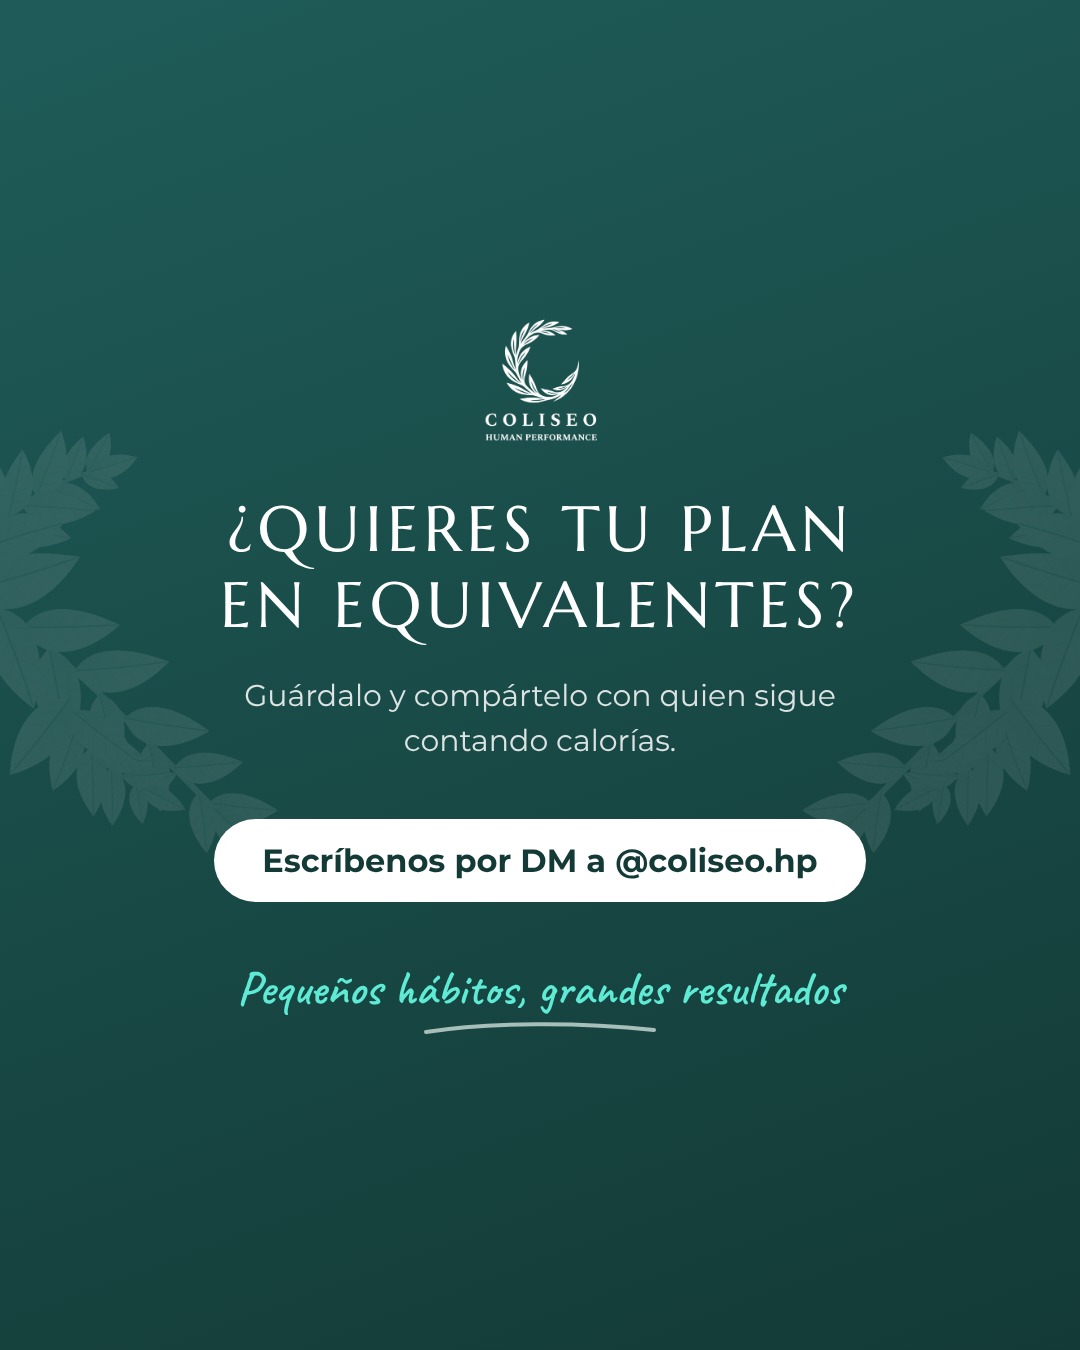 COLISEO
HUMAN PERFORMANCE
¿QUIERES TU PLAN
EN EQUIVALENTES?
Guárdalo y compártelo con quien sigue
contando calorías.
Escríbenos por DM a @coliseo.hp
Pequeños hábitos, grandes resultados